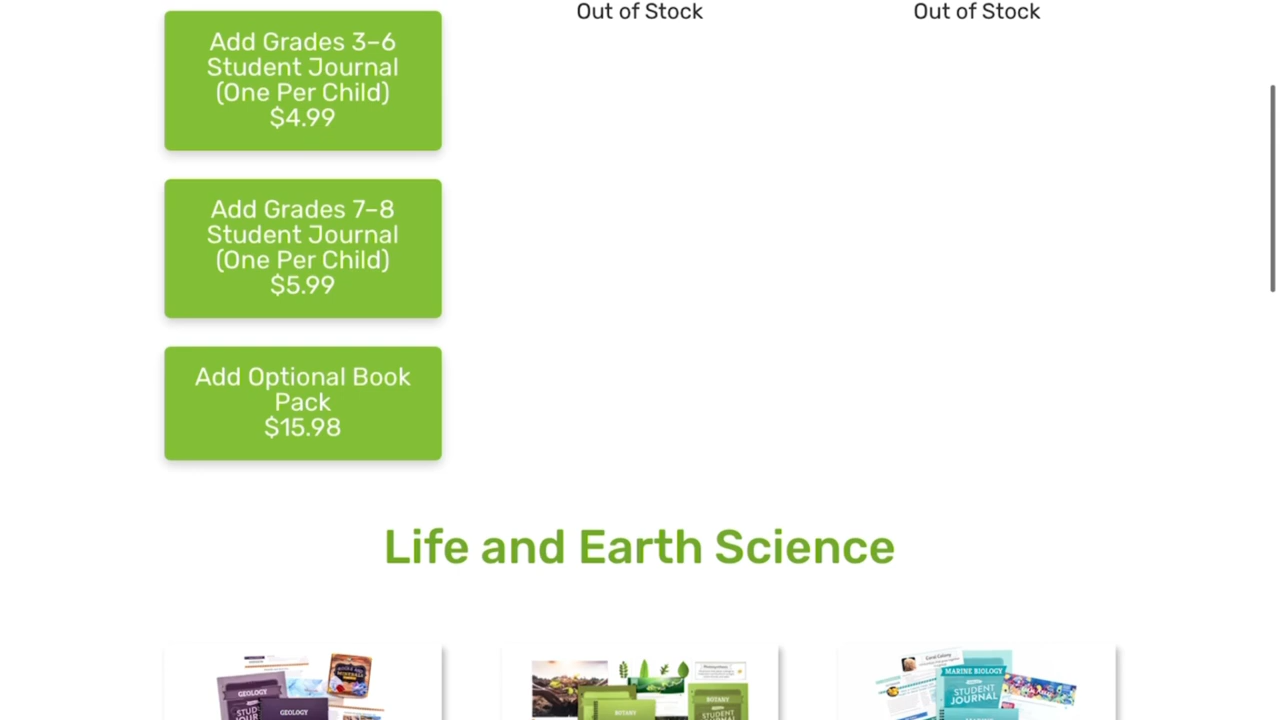 Out of Stock
Out of Stock
Add Grades 3–6
Student Journal
(One Per Child)
$4.99
Add Grades 7–8
Student Journal
(One Per Child)
$5.99
Add Optional Book
Pack
$15.98
Life and Earth Science
GEOLOGY
GEOLOGY
BOTANY
BOTANY
MARINE BIOLOGY
STUDENT
JOURNAL